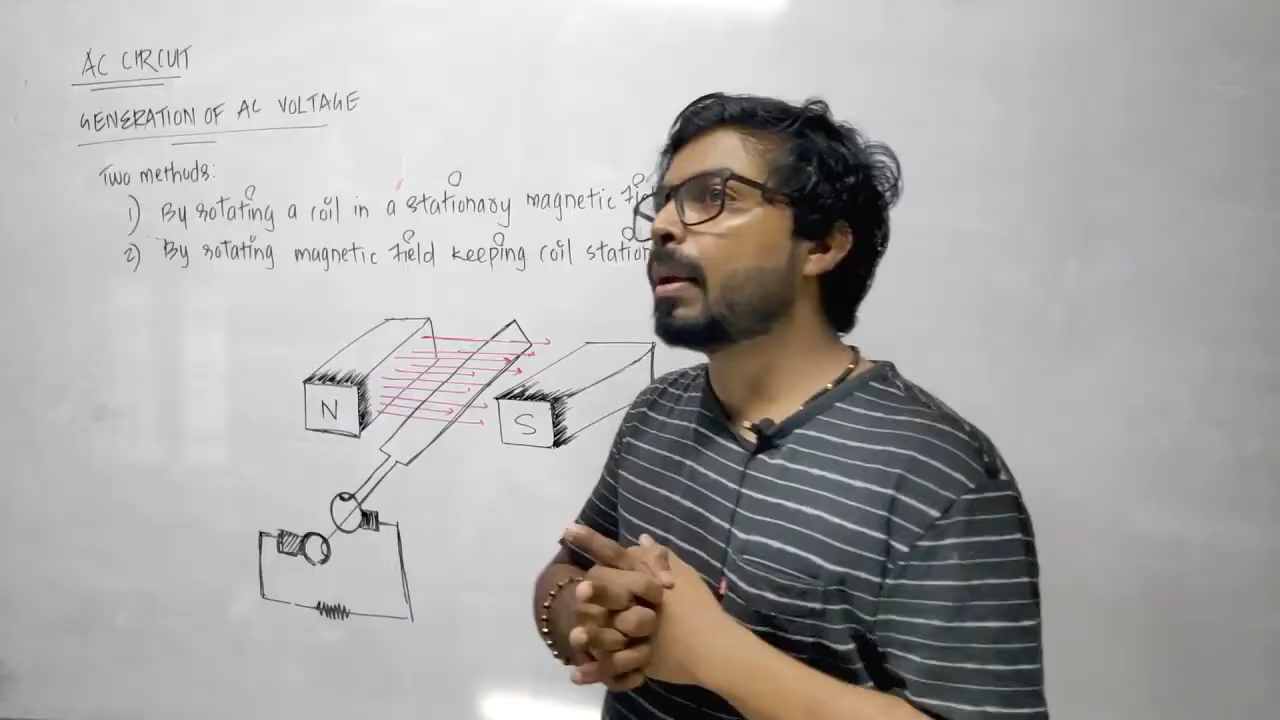 AC CIRCUIT
GENERATION OF AC VOLTAGE
Two methods:
1) By rotating a coil in a stationary magnetic
2) By rotating magnetic field keeping coil
N
S